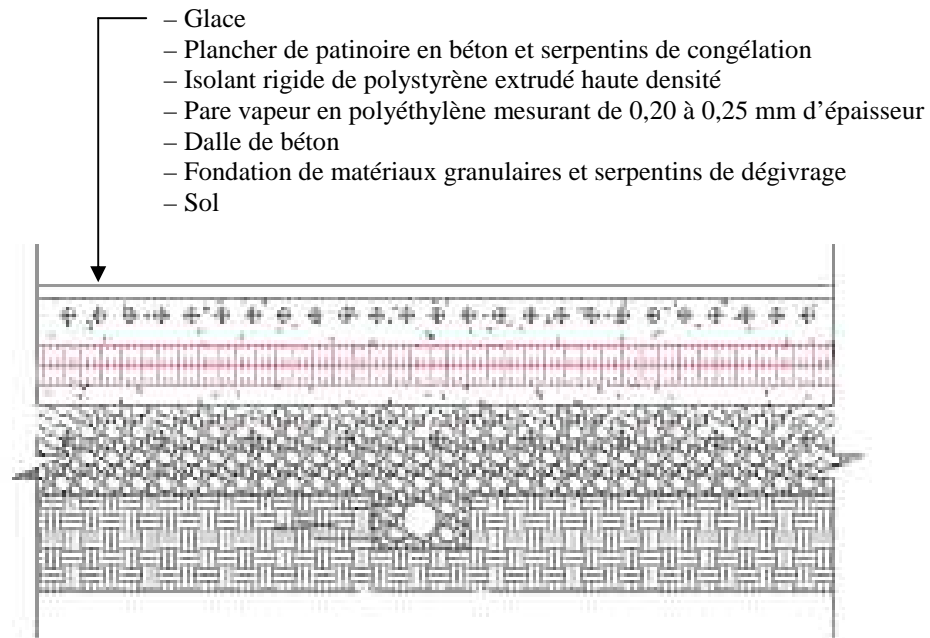 – Glace
– Plancher de patinoire en béton et serpentins de congélation
– Isolant rigide de polystyrène extrudé haute densité
– Pare vapeur en polyéthylène mesurant de 0,20 à 0,25 mm d’épaisseur
– Dalle de béton
– Fondation de matériaux granulaires et serpentins de dégivrage
– Sol